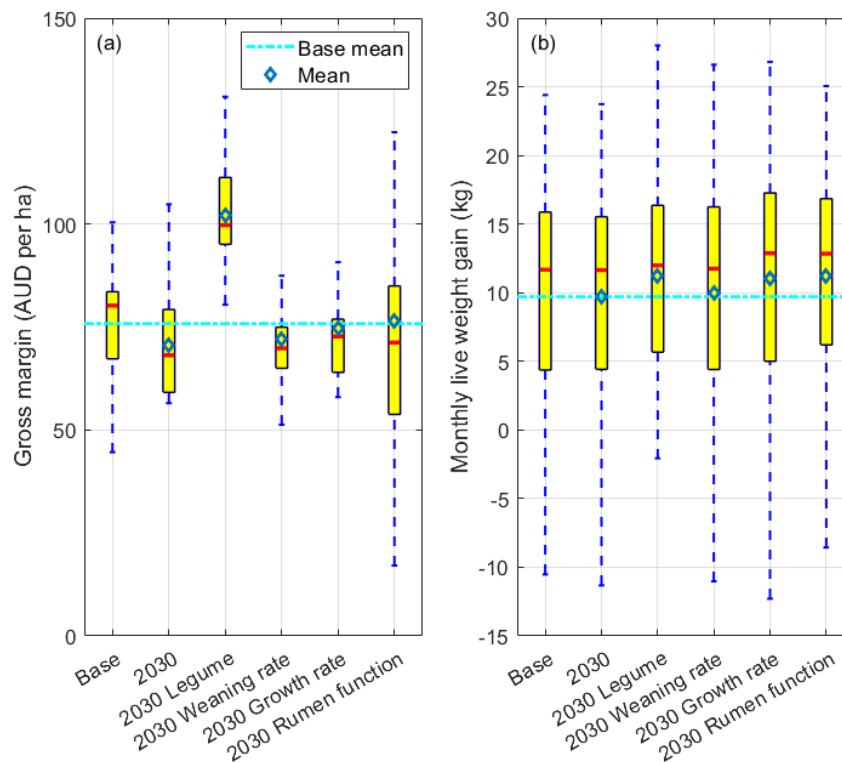 (a)
Base mean
Mean
Gross margin (AUD per ha)
150
100
50
0
Base
2030
2030 Legume
2030 Weaning rate
2030 Growth rate
2030 Rumen function
(b)
Monthly live weight gain (kg)
30
25
20
15
10
5
0
-5
-10
-15
Base
2030
2030 Legume
2030 Weaning rate
2030 Growth rate
2030 Rumen function